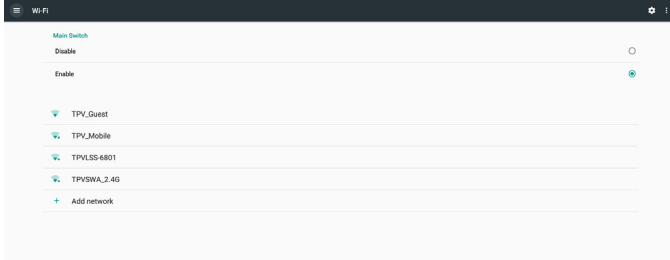 Wi-Fi
Main Switch
Disable
Enable
TPV_Guest
TPV_Mobile
TPVLSS-6801
TPVSWA_2.4G
Add network